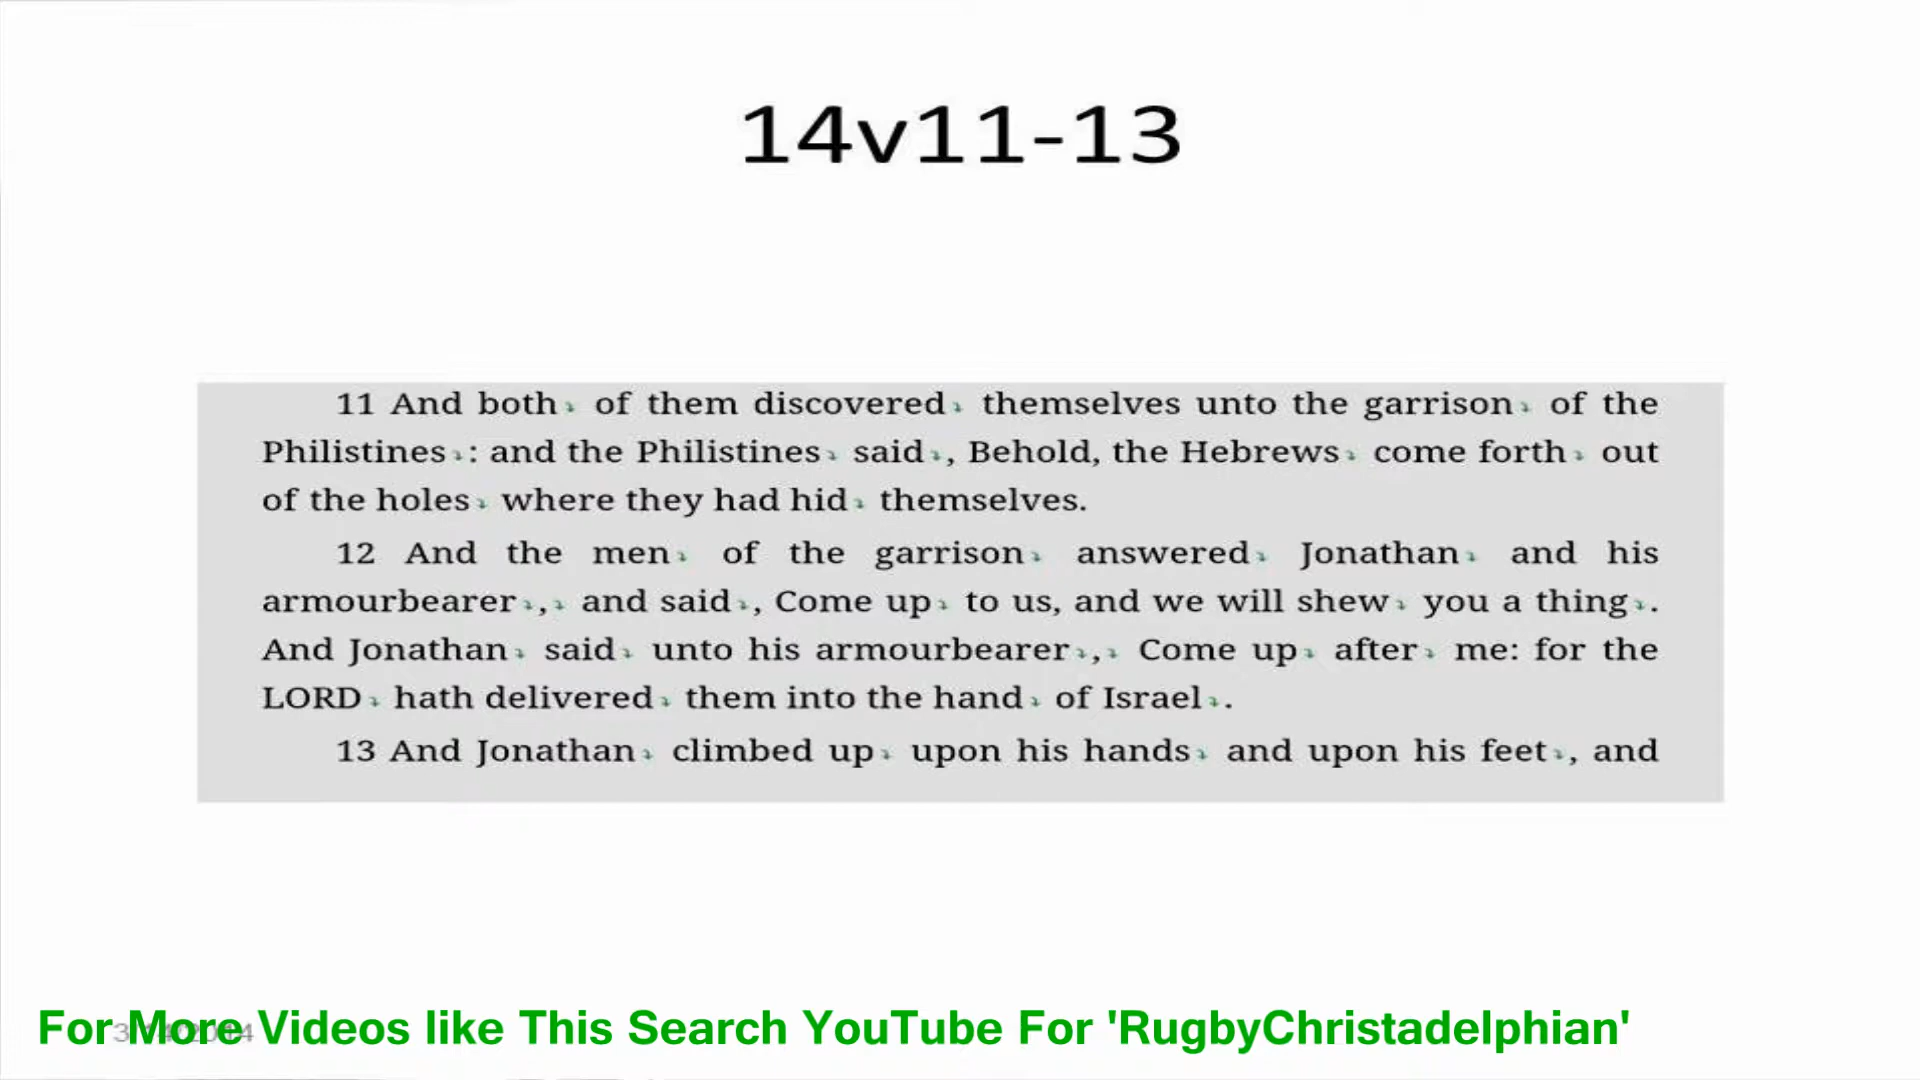 14v11-13
11 And both of them discovered themselves unto the garrison of the
Philistines: and the Philistines said, Behold, the Hebrews come forth out
of the holes where they had hid themselves.
12 And the men of the garrison answered Jonathan and his
armourbearer, and said, Come up to us, and we will shew you a thing.
And Jonathan said unto his armourbearer, Come up after me: for the
LORD hath delivered them into the hand of Israel.
13 And Jonathan climbed up upon his hands and upon his feet, and
For More Videos like This Search YouTube For 'RugbyChristadelphian'